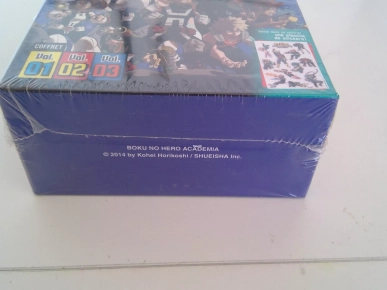 COFFRET
Vol. Vol. Vol.
01 02 03
BOKU NO HERO ACADEMIA
© 2014 by Kohei Horikoshi / SHUEISHA Inc.